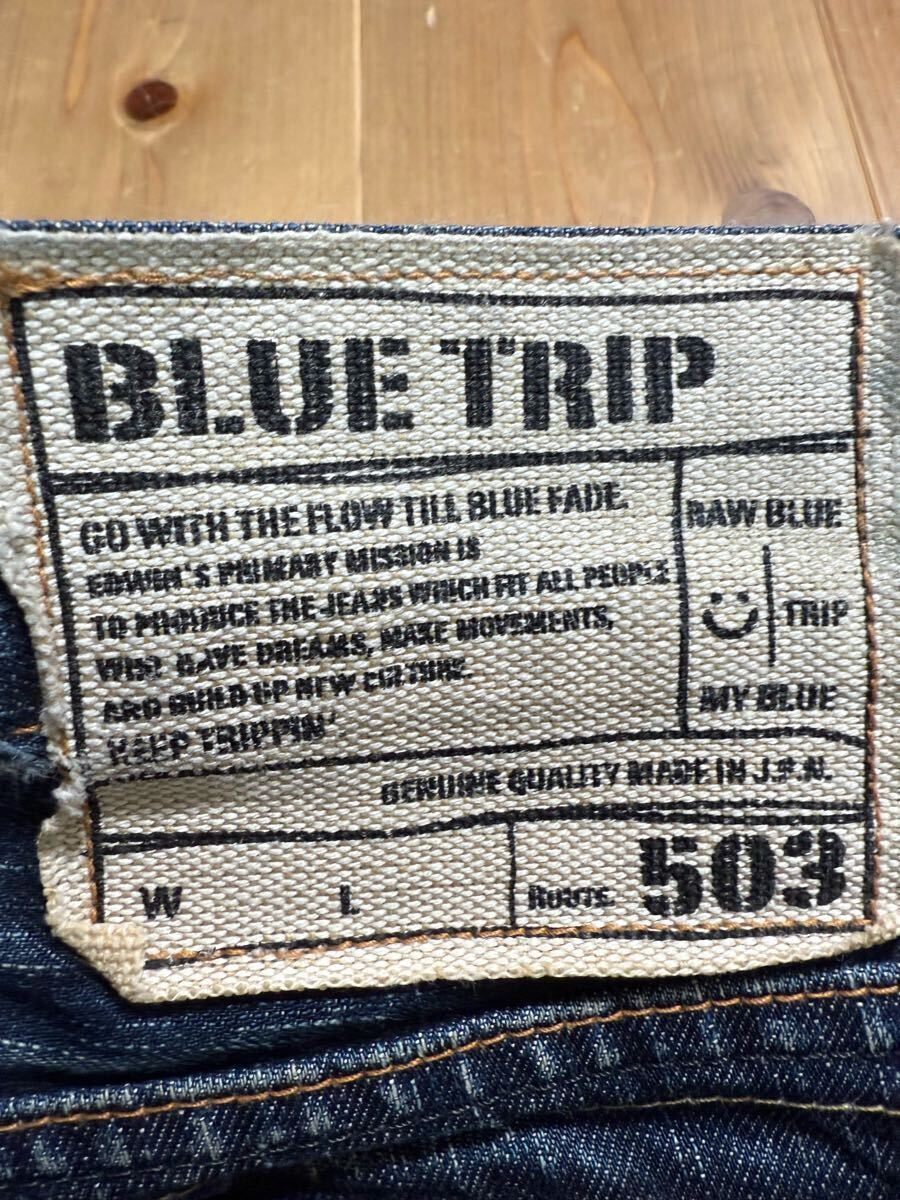 BLUE TRIP
GO WITH THE FLOW TILL BLUE FADE.
EDWIN'S PRIMARY MISSION IS
TO PRODUCE THE JEANS WHICH FIT ALL PEOPLE
WHO HAVE DREAMS, MAKE MOVEMENTS,
AND BUILD UP NEW CULTURE.
KEEP TRIPPIN'
RAW BLUE
TRIP
MY BLUE
GENUINE QUALITY MADE IN J.P.N.
W L
ROUTE. 503